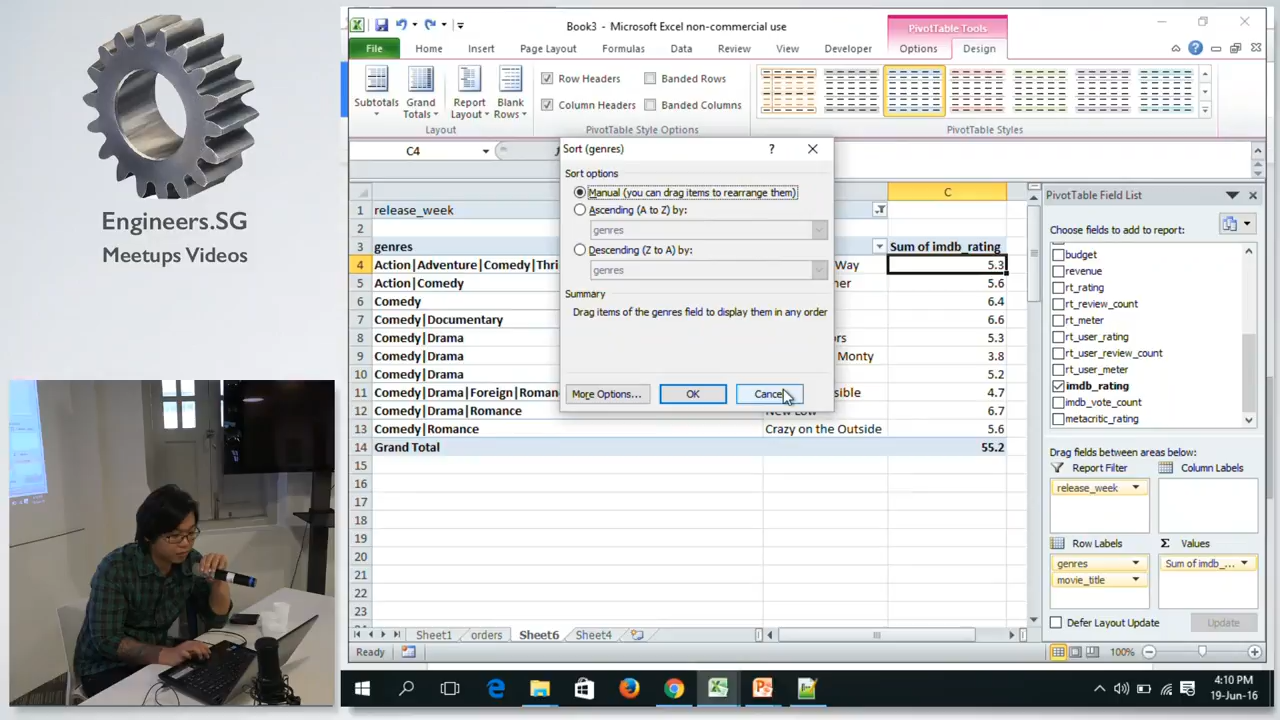 Engineers.SG
Meetups Videos
Book3 - Microsoft Excel non-commercial use
PivotTable Tools
File
Home
Insert
Page Layout
Formulas
Data
Review
View
Developer
Options
Design
Subtotals
Grand Totals
Report Layout
Blank Rows
Layout
Row Headers
Banded Rows
Column Headers
Banded Columns
PivotTable Style Options
PivotTable Styles
C4
Sort (genres)
Sort options
Manual (you can drag items to rearrange them)
Ascending (A to Z) by:
genres
Descending (Z to A) by:
genres
Summary
Drag items of the genres field to display them in any order
More Options...
OK
Cancel
C
1 release_week
2
3 genres Sum of imdb_rating
4 Action|Adventure|Comedy|Thri Way 5.3
5 Action|Comedy 5.6
6 Comedy 6.4
7 Comedy|Documentary 6.6
8 Comedy|Drama 5.3
9 Comedy|Drama Monty 3.8
10 Comedy|Drama 5.2
11 Comedy|Drama|Foreign|Roman 4.7
12 Comedy|Drama|Romance New Low 6.7
13 Comedy|Romance Crazy on the Outside 5.6
14 Grand Total 55.2
15
16
17
18
19
20
21
22
23
Sheet1
orders
Sheet6
Sheet4
Ready
100%
PivotTable Field List
Choose fields to add to report:
budget
revenue
rt_rating
rt_review_count
rt_meter
rt_user_rating
rt_user_review_count
rt_user_meter
imdb_rating
imdb_vote_count
metacritic_rating
Drag fields between areas below:
Report Filter
Column Labels
release_week
Row Labels
Σ Values
genres
Sum of imdb_...
movie_title
Defer Layout Update
Update
4:10 PM
19-Jun-16